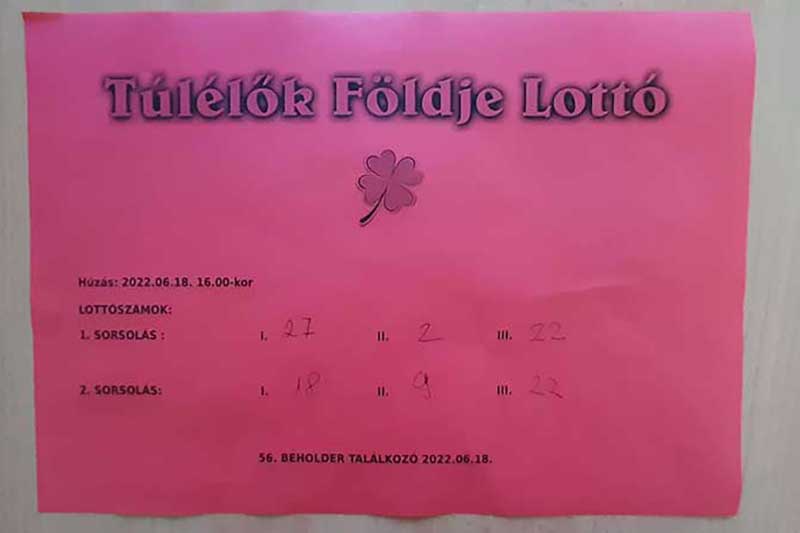 Túlélők Földje Lottó
Húzás: 2022.06.18. 16.00-kor
LOTTÓSZÁMOK:
1. SORSOLÁS : I. 27 II. 2 III. 22
2. SORSOLÁS: I. 18 II. 9 III. 22
56. BEHOLDER TALÁLKOZÓ 2022.06.18.